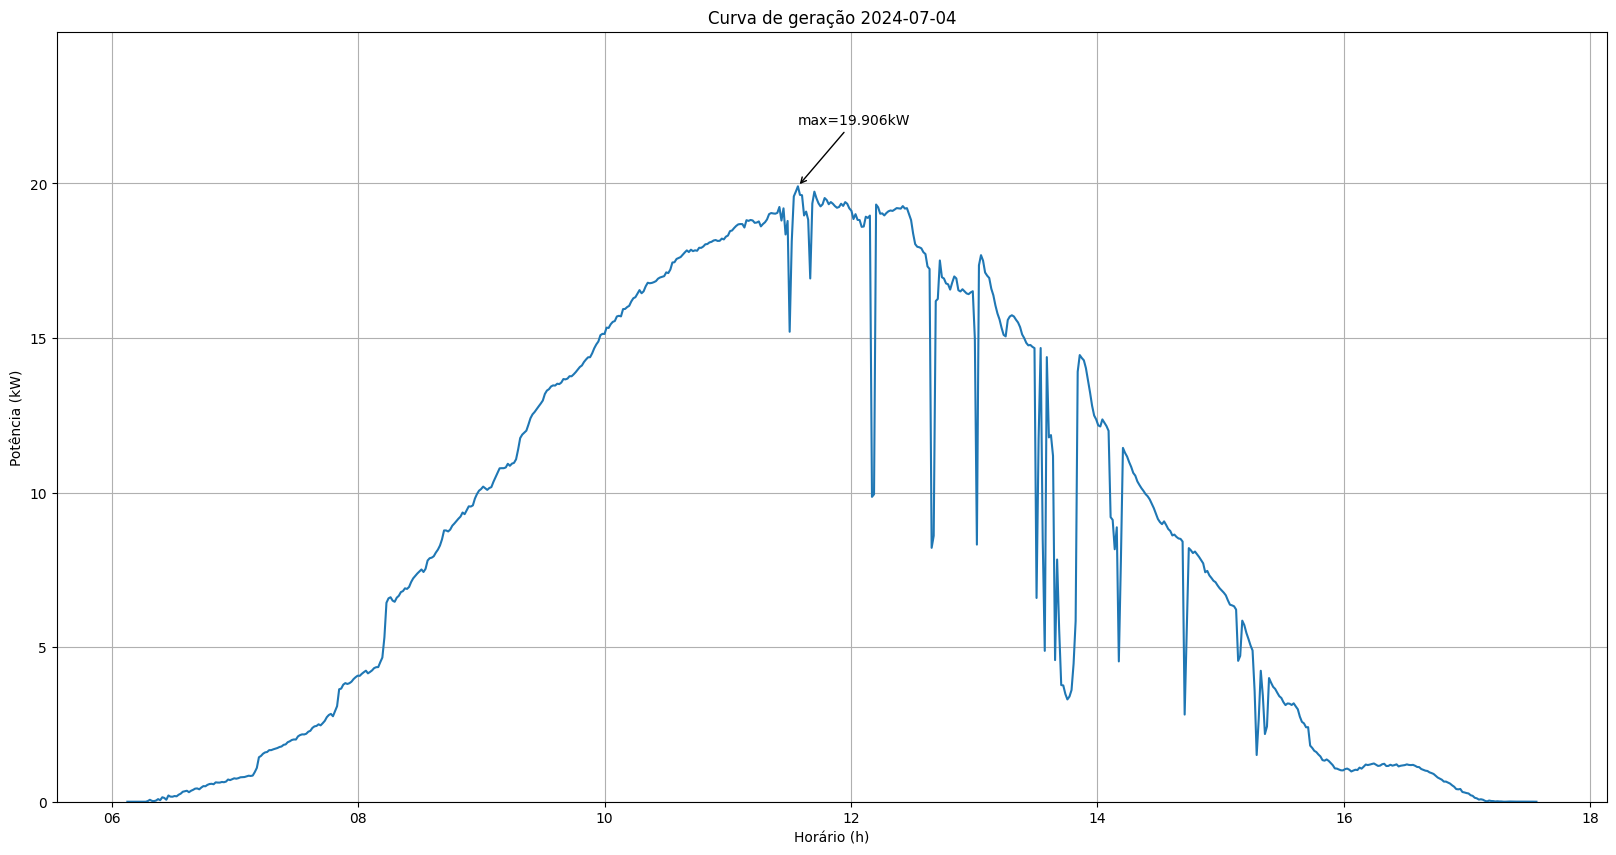 Curva de geração 2024-07-04
max=19.906kW
20
15
10
5
0
Potência (kW)
06 08 10 12 14 16 18
Horário (h)